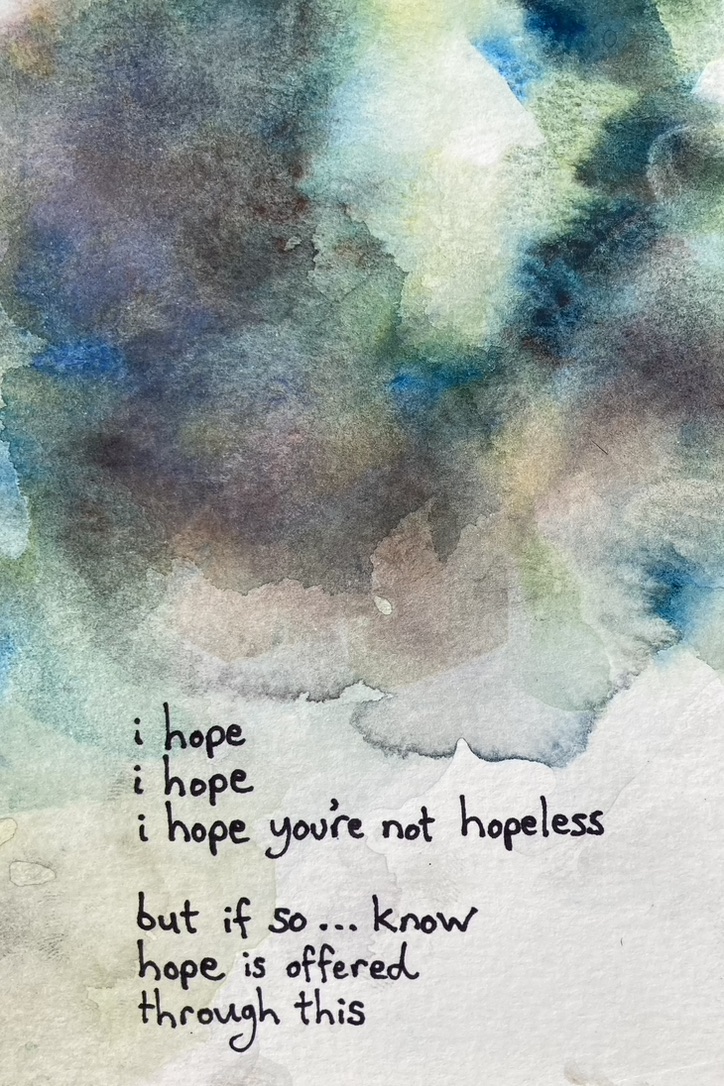 i hope
i hope
i hope you're not hopeless
but if so... know
hope is offered
through this